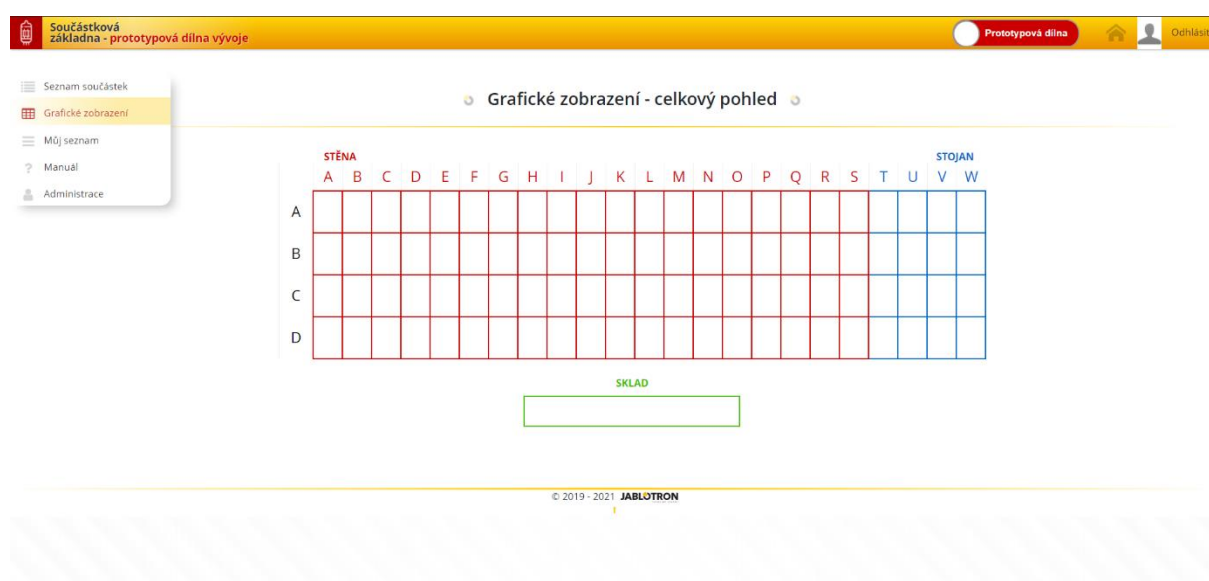 Součástková
základna - prototypová dílna vývoje
Prototypová dílna
Odhlásit
Seznam součástek
Grafické zobrazení
Můj seznam
? Manuál
Administrace
Grafické zobrazení - celkový pohled
STĚNA STOJAN
A B C D E F G H I J K L M N O P Q R S T U V W
A
B
C
D
SKLAD
© 2019 - 2021 JABLOTRON